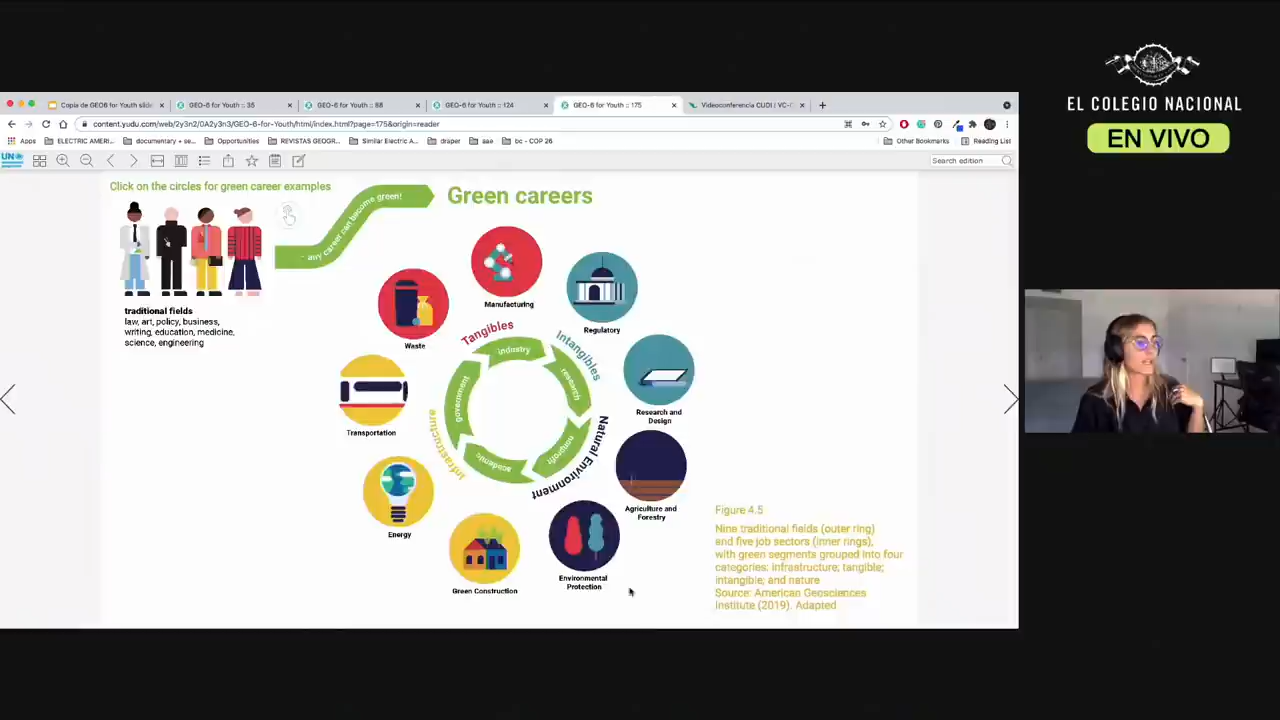 EL COLEGIO NACIONAL
EN VIVO
Copia de GEO6 for Youth slide
GEO-6 for Youth :: 35
GEO-6 for Youth :: 88
GEO-6 for Youth :: 124
GEO-6 for Youth :: 175
Videoconferencia CUDI / VC-C
content.yudu.com/web/2y3n2/0A2y3n3/GEO-6-for-Youth/html/index.html?page=175&origin=reader
Apps
ELECTRIC AMERI...
documentary + se...
Opportunities
REVISTAS GEOGR...
Similar Electric A...
draper
aae
bc - COP 26
Other Bookmarks
Reading List
UN
Search edition
Click on the circles for green career examples
- any career can become green!
Green careers
traditional fields
law, art, policy, business,
writing, education, medicine,
science, engineering
Manufacturing
Regulatory
Waste
Tangibles
Intangibles
industry
research
government
Research and
Design
Transportation
Infrastructure
Natural Environment
academic
nonprofit
Agriculture and
Forestry
Energy
Green Construction
Environmental
Protection
Figure 4.5
Nine traditional fields (outer ring)
and five job sectors (inner rings),
with green segments grouped into four
categories: infrastructure; tangible;
intangible; and nature
Source: American Geosciences
Institute (2019). Adapted